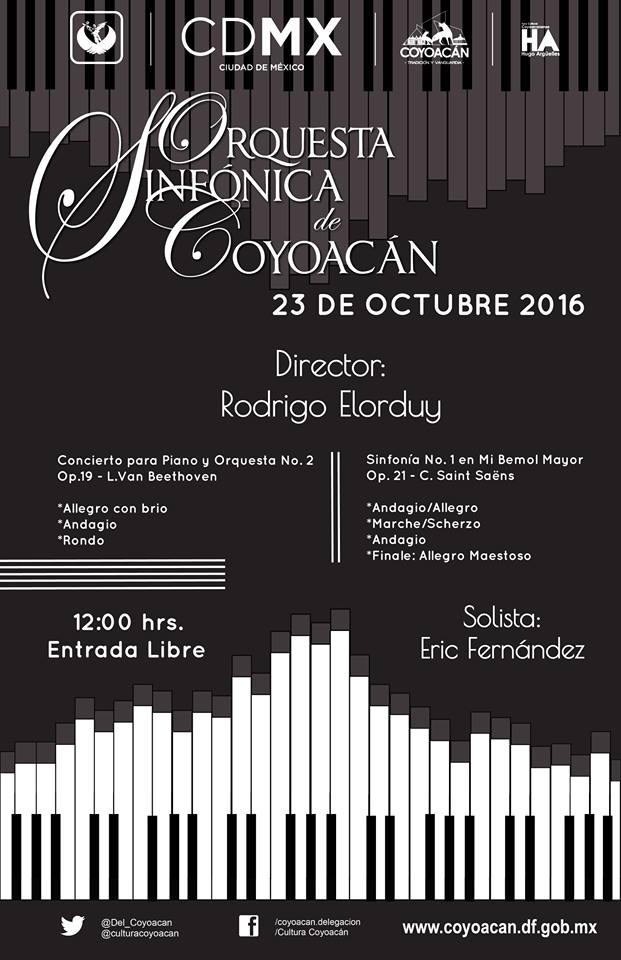 CDMX
CIUDAD DE MÉXICO
COYOACÁN
TRADICIÓN Y VANGUARDIA
HA
Hugo Argüelles
ORQUESTA
SINFÓNICA
de
COYOACÁN
23 DE OCTUBRE 2016
Director:
Rodrigo Elorduy
Concierto para Piano y Orquesta No. 2
Op.19 - L.Van Beethoven
*Allegro con brio
*Andagio
*Rondo
Sinfonía No. 1 en Mi Bemol Mayor
Op. 21 - C. Saint Saëns
*Andagio/Allegro
*Marche/Scherzo
*Andagio
*Finale: Allegro Maestoso
12:00 hrs.
Entrada Libre
Solista:
Eric Fernández
@Del_Coyoacan
@culturacoyoacan
/coyoacan.delegacion
/Cultura Coyoacán
www.coyoacan.df.gob.mx